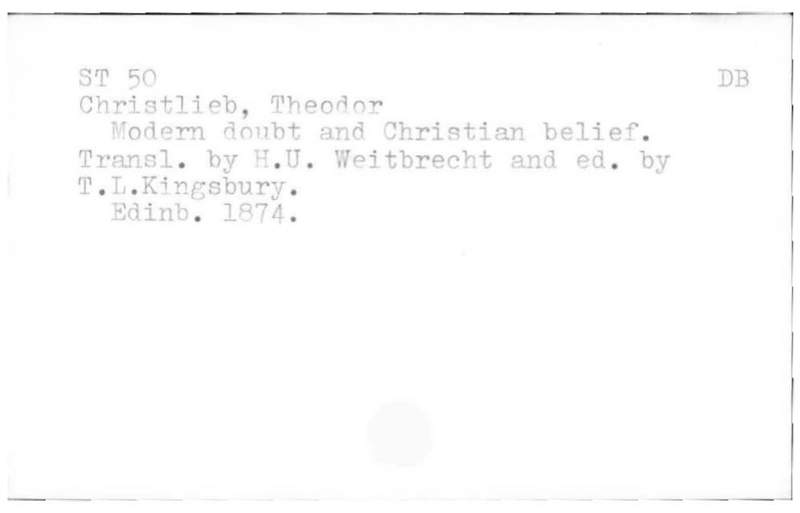 ST 50 DB
Christlieb, Theodor
Modern doubt and Christian belief.
Transl. by H.U. Weitbrecht and ed. by
T.L.Kingsbury.
Edinb. 1874.